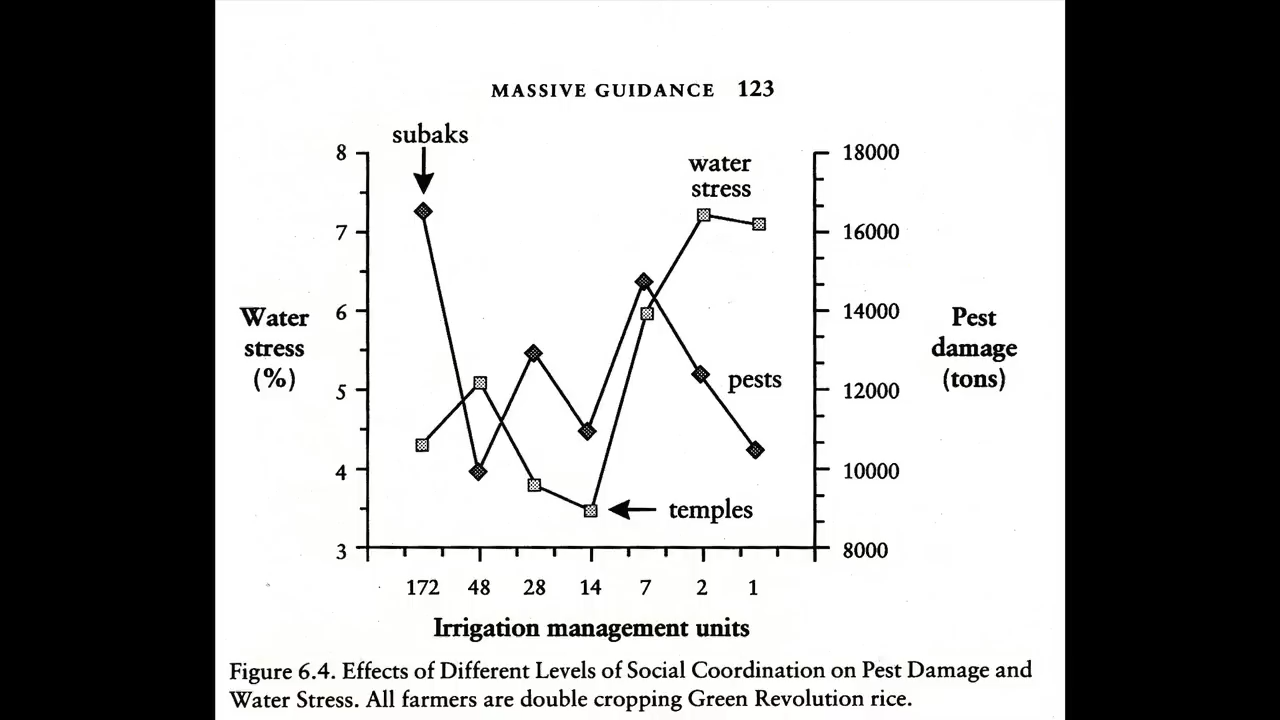 MASSIVE GUIDANCE 123
subaks
water
stress
8
7
6
5
4
3
18000
16000
14000
12000
10000
8000
Water
stress
(%)
Pest
damage
(tons)
pests
temples
172 48 28 14 7 2 1
Irrigation management units
Figure 6.4. Effects of Different Levels of Social Coordination on Pest Damage and
Water Stress. All farmers are double cropping Green Revolution rice.